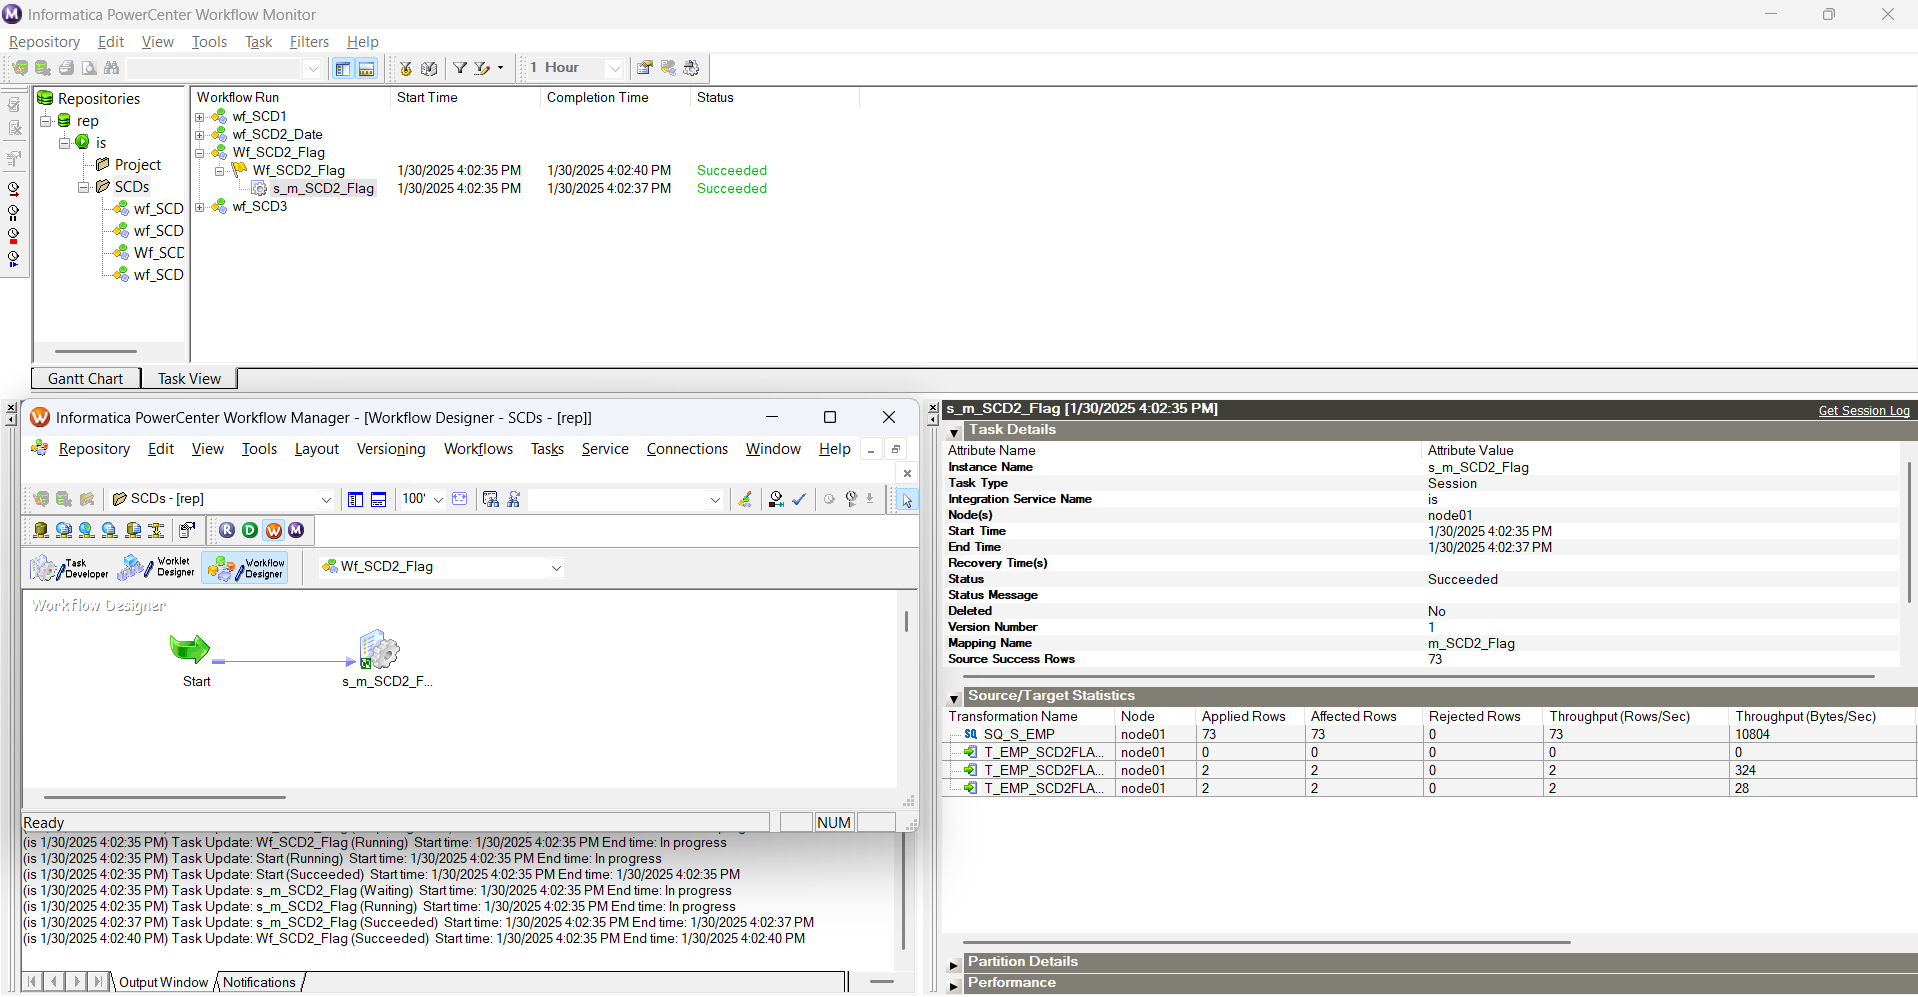 Informatica PowerCenter Workflow Monitor
Repository Edit View Tools Task Filters Help
1 Hour
Repositories
rep
is
Project
SCDs
wf_SCD
wf_SCD
Wf_SCD
wf_SCD
Workflow Run Start Time Completion Time Status
wf_SCD1
wf_SCD2_Date
Wf_SCD2_Flag
Wf_SCD2_Flag 1/30/2025 4:02:35 PM 1/30/2025 4:02:40 PM Succeeded
s_m_SCD2_Flag 1/30/2025 4:02:35 PM 1/30/2025 4:02:37 PM Succeeded
wf_SCD3
Gantt Chart Task View
Informatica PowerCenter Workflow Manager - [Workflow Designer - SCDs - [rep]]
Repository Edit View Tools Layout Versioning Workflows Tasks Service Connections Window Help
SCDs - [rep] 100'
R D W M
Task Developer Worklet Designer Workflow Designer Wf_SCD2_Flag
Workflow Designer
Start s_m_SCD2_F...
Ready NUM
(is 1/30/2025 4:02:35 PM) Task Update: Wf_SCD2_Flag (Running) Start time: 1/30/2025 4:02:35 PM End time: In progress
(is 1/30/2025 4:02:35 PM) Task Update: Start (Running) Start time: 1/30/2025 4:02:35 PM End time: In progress
(is 1/30/2025 4:02:35 PM) Task Update: Start (Succeeded) Start time: 1/30/2025 4:02:35 PM End time: 1/30/2025 4:02:35 PM
(is 1/30/2025 4:02:35 PM) Task Update: s_m_SCD2_Flag (Waiting) Start time: 1/30/2025 4:02:35 PM End time: In progress
(is 1/30/2025 4:02:35 PM) Task Update: s_m_SCD2_Flag (Running) Start time: 1/30/2025 4:02:35 PM End time: In progress
(is 1/30/2025 4:02:37 PM) Task Update: s_m_SCD2_Flag (Succeeded) Start time: 1/30/2025 4:02:35 PM End time: 1/30/2025 4:02:37 PM
(is 1/30/2025 4:02:40 PM) Task Update: Wf_SCD2_Flag (Succeeded) Start time: 1/30/2025 4:02:35 PM End time: 1/30/2025 4:02:40 PM
Output Window Notifications
s_m_SCD2_Flag [1/30/2025 4:02:35 PM] Get Session Log
Task Details
Attribute Name Attribute Value
Instance Name s_m_SCD2_Flag
Task Type Session
Integration Service Name is
Node(s) node01
Start Time 1/30/2025 4:02:35 PM
End Time 1/30/2025 4:02:37 PM
Recovery Time(s)
Status Succeeded
Status Message
Deleted No
Version Number 1
Mapping Name m_SCD2_Flag
Source Success Rows 73
Source/Target Statistics
Transformation Name Node Applied Rows Affected Rows Rejected Rows Throughput (Rows/Sec) Throughput (Bytes/Sec)
SQ SQ_S_EMP node01 73 73 0 73 10804
T_EMP_SCD2FLA... node01 0 0 0 0 0
T_EMP_SCD2FLA... node01 2 2 0 2 324
T_EMP_SCD2FLA... node01 2 2 0 2 28
Partition Details
Performance